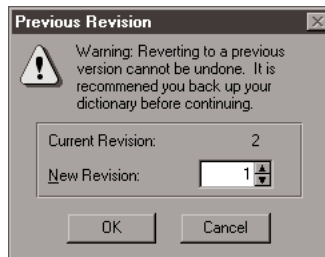 Previous Revision
Warning: Reverting to a previous
version cannot be undone. It is
recommened you back up your
dictionary before continuing.
Current Revision: 2
New Revision: 1
OK Cancel